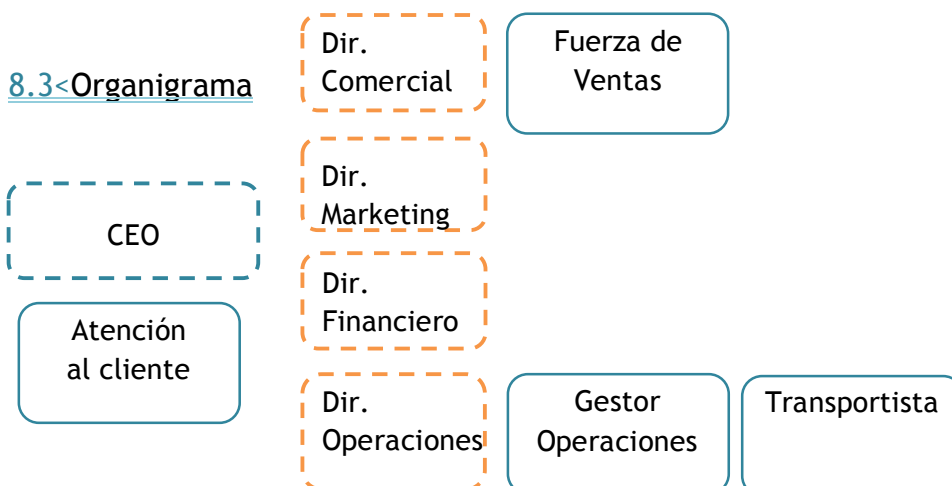 8.3<Organigrama
Dir.
Comercial
Fuerza de
Ventas
Dir.
Marketing
CEO
Dir.
Financiero
Atención
al cliente
Dir.
Operaciones
Gestor
Operaciones
Transportista